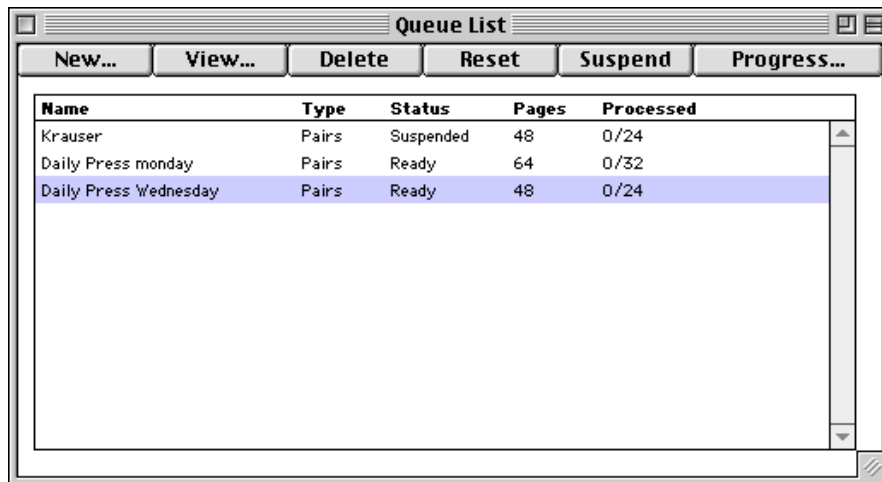 Queue List
New... View... Delete Reset Suspend Progress...
Name Type Status Pages Processed
Krauser Pairs Suspended 48 0/24
Daily Press monday Pairs Ready 64 0/32
Daily Press Wednesday Pairs Ready 48 0/24